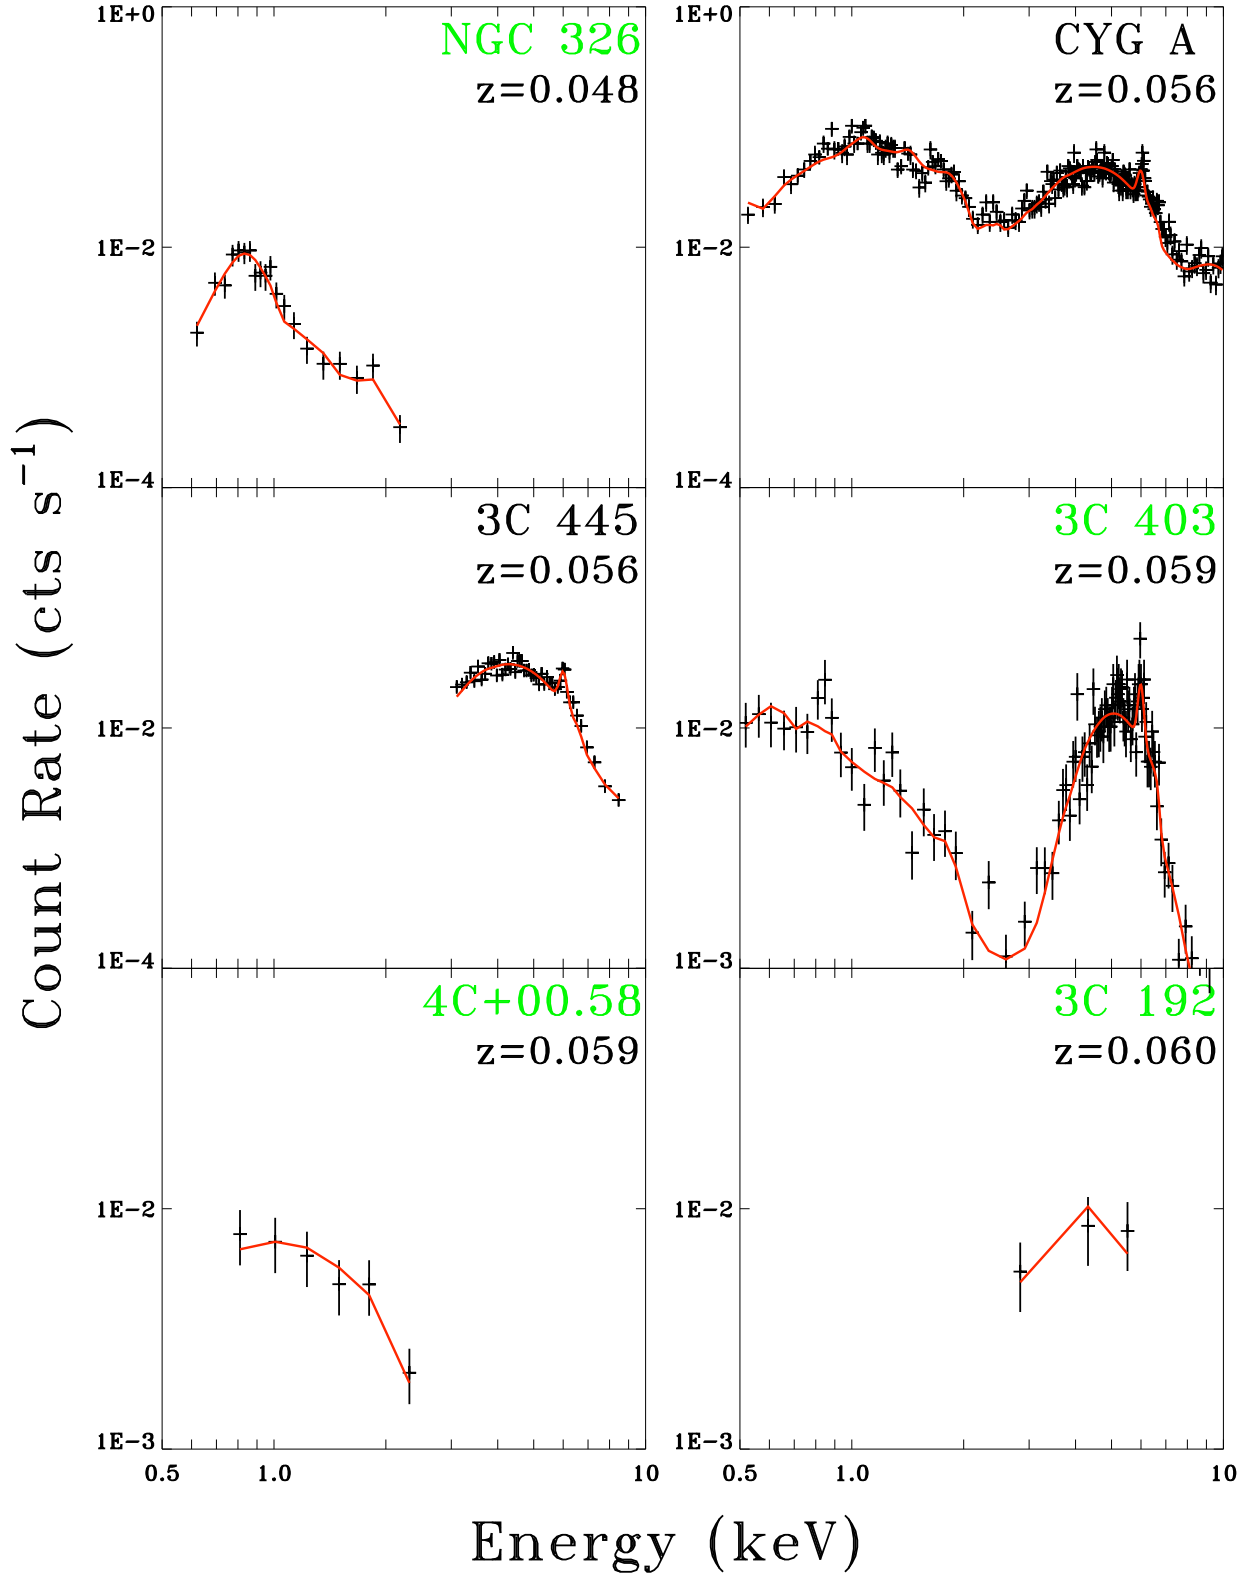 1E+0
NGC 326
z=0.048
1E-2
1E-4
1E+0
CYG A
z=0.056
1E-2
1E-4
3C 445
z=0.056
1E-2
1E-4
3C 403
z=0.059
1E-2
1E-3
4C+00.58
z=0.059
1E-2
1E-3
0.5
1.0
10
3C 192
z=0.060
1E-2
1E-3
0.5
1.0
10
Count Rate (cts s⁻¹)
Energy (keV)